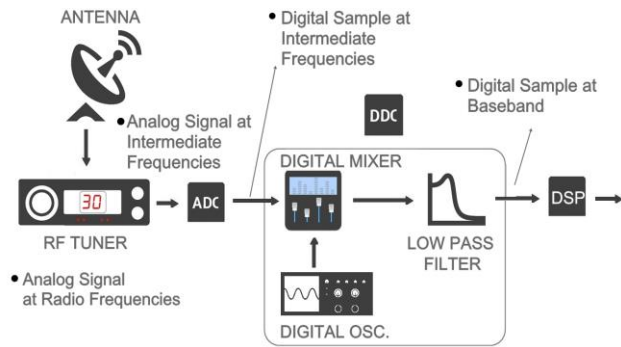 ANTENNA
• Digital Sample at
Intermediate
Frequencies
• Digital Sample at
Baseband
• Analog Signal at
Intermediate
Frequencies
DDC
DIGITAL MIXER
30
ADC
DSP
RF TUNER
LOW PASS
FILTER
• Analog Signal
at Radio Frequencies
DIGITAL OSC.